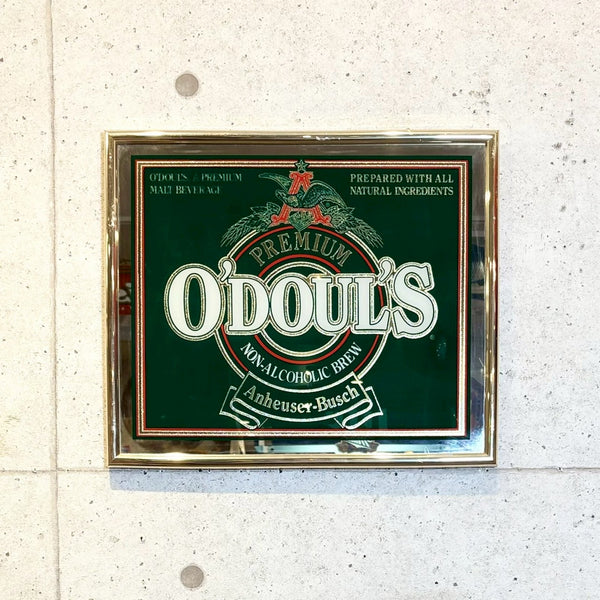 O'DOUL'S, A PREMIUM
MALT BEVERAGE
PREPARED WITH ALL
NATURAL INGREDIENTS
PREMIUM
O'DOUL'S
NON-ALCOHOLIC BREW
Anheuser-Busch